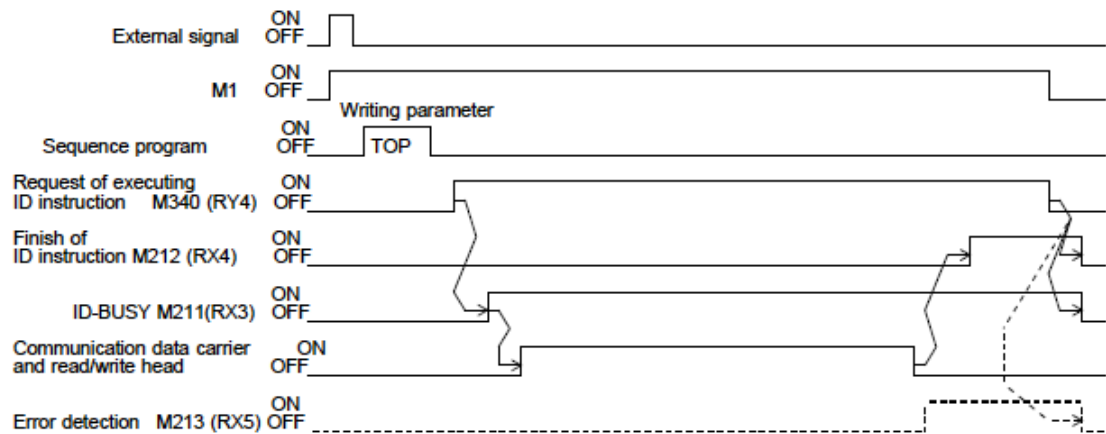 ON
External signal OFF
ON
M1 OFF
Writing parameter
ON
Sequence program OFF TOP
Request of executing ON
ID instruction M340 (RY4) OFF
Finish of ON
ID instruction M212 (RX4) OFF
ON
ID-BUSY M211(RX3) OFF
Communication data carrier ON
and read/write head OFF
ON
Error detection M213 (RX5) OFF